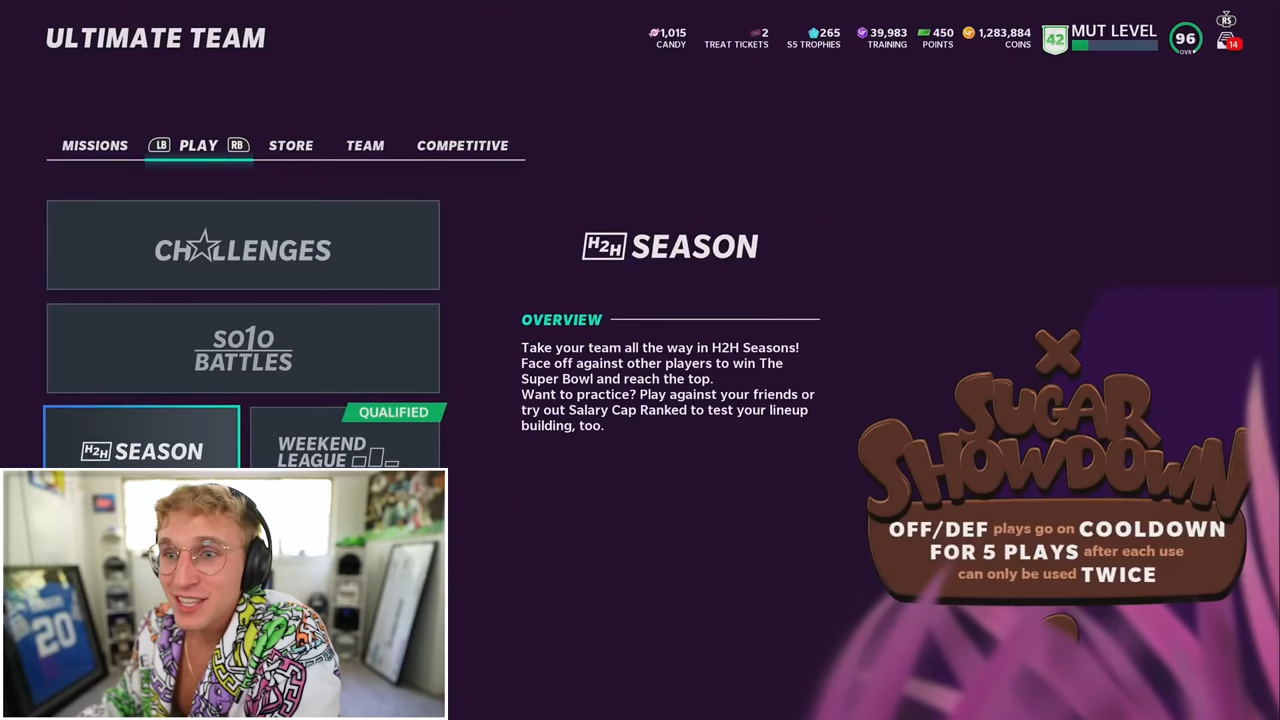 ULTIMATE TEAM
1,015
CANDY
2
TREAT TICKETS
265
S5 TROPHIES
39,983
TRAINING
450
POINTS
1,283,884
COINS
42
MUT LEVEL
96
OVR
RS
14
MISSIONS
LB PLAY RB
STORE
TEAM
COMPETITIVE
CHALLENGES
SOLO
BATTLES
H2H SEASON
QUALIFIED
WEEKEND
LEAGUE
H2H SEASON
OVERVIEW
Take your team all the way in H2H Seasons!
Face off against other players to win The
Super Bowl and reach the top.
Want to practice? Play against your friends or
try out Salary Cap Ranked to test your lineup
building, too.
SUGAR
SHOWDOWN
OFF/DEF plays go on COOLDOWN
FOR 5 PLAYS after each use
can only be used TWICE
20